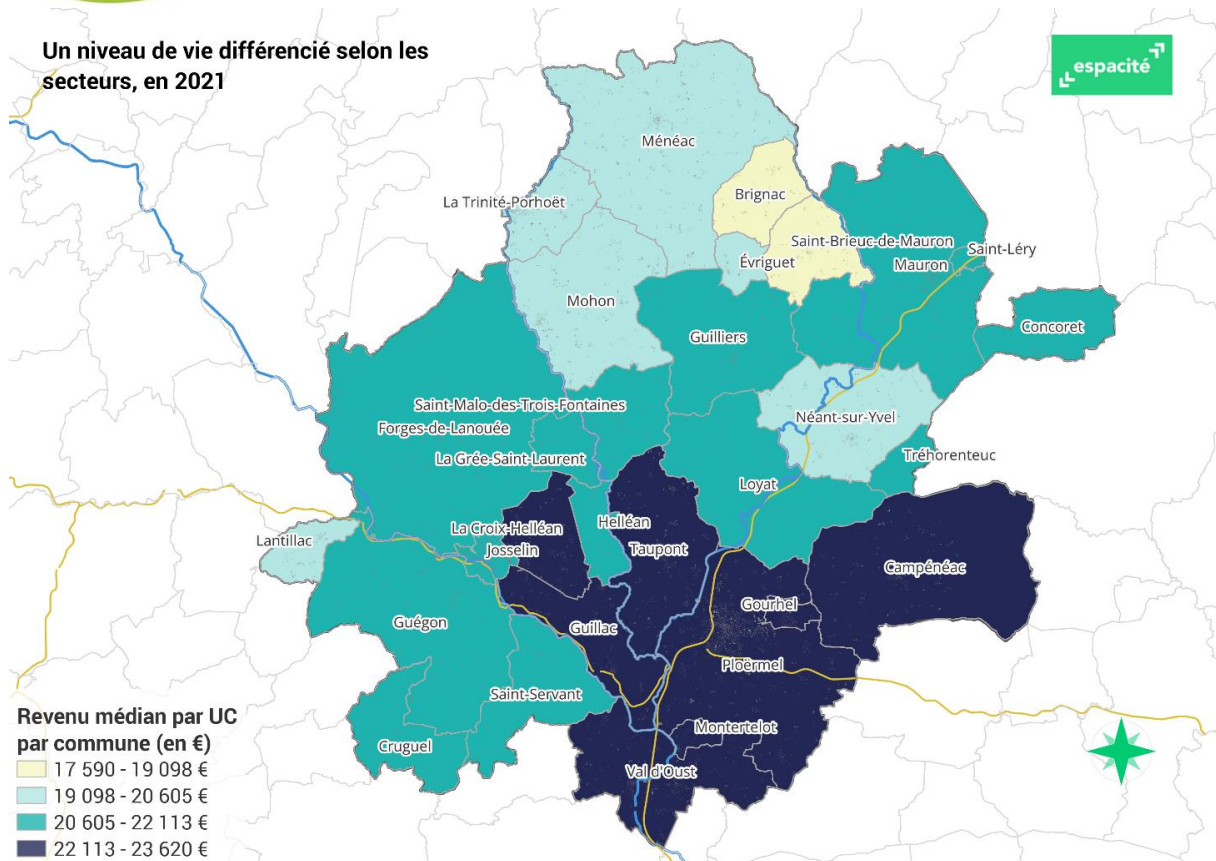 Un niveau de vie différencié selon les
secteurs, en 2021
espacité
Ménéac
Brignac
La Trinité-Porhoët
Saint-Brieuc-de-Mauron
Saint-Léry
Évriguet
Mauron
Mohon
Concoret
Guilliers
Saint-Malo-des-Trois-Fontaines
Néant-sur-Yvel
Forges-de-Lanouée
Tréhorenteuc
La Grée-Saint-Laurent
Loyat
Helléan
La Croix-Helléan
Lantillac
Josselin
Taupont
Campénéac
Gourhel
Guégon
Guillac
Ploërmel
Saint-Servant
Montertelot
Cruguel
Val d'Oust
Revenu médian par UC
par commune (en €)
17 590 - 19 098 €
19 098 - 20 605 €
20 605 - 22 113 €
22 113 - 23 620 €